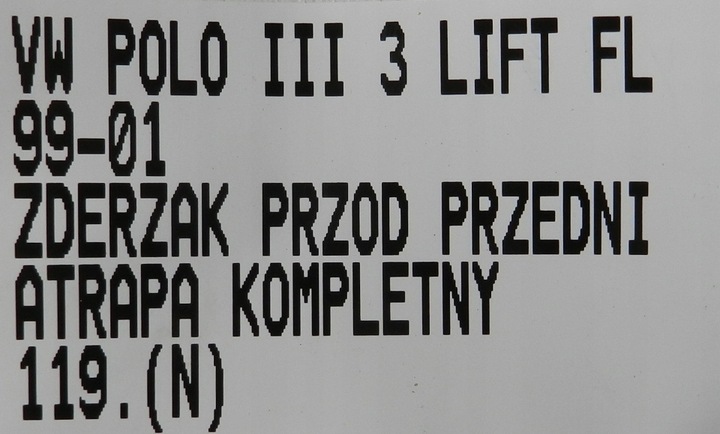 VW POLO III 3 LIFT FL
99-01
ZDERZAK PRZOD PRZEDNI
ATRAPA KOMPLETNY
119.(N)